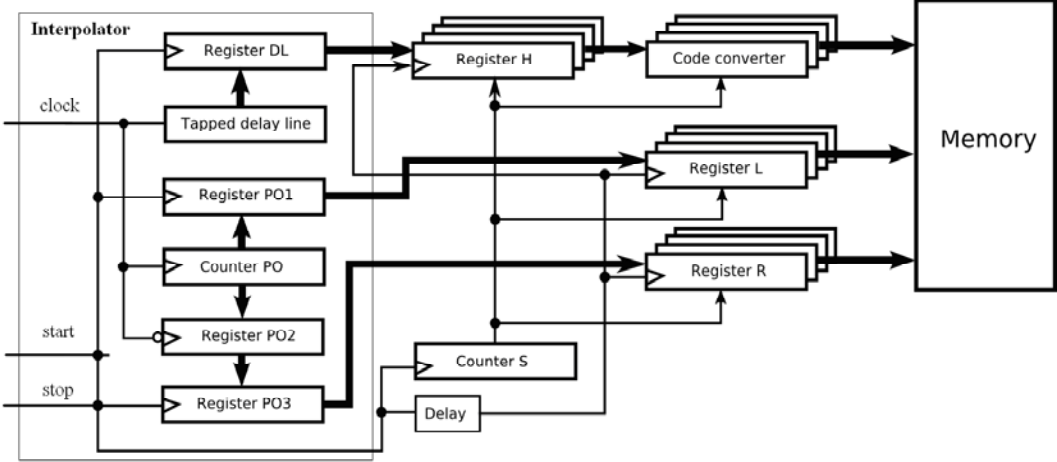 Interpolator
Register DL
Register H
Code converter
clock
Tapped delay line
Memory
Register L
Register PO1
Counter PO
Register R
start
Register PO2
Counter S
stop
Register PO3
Delay